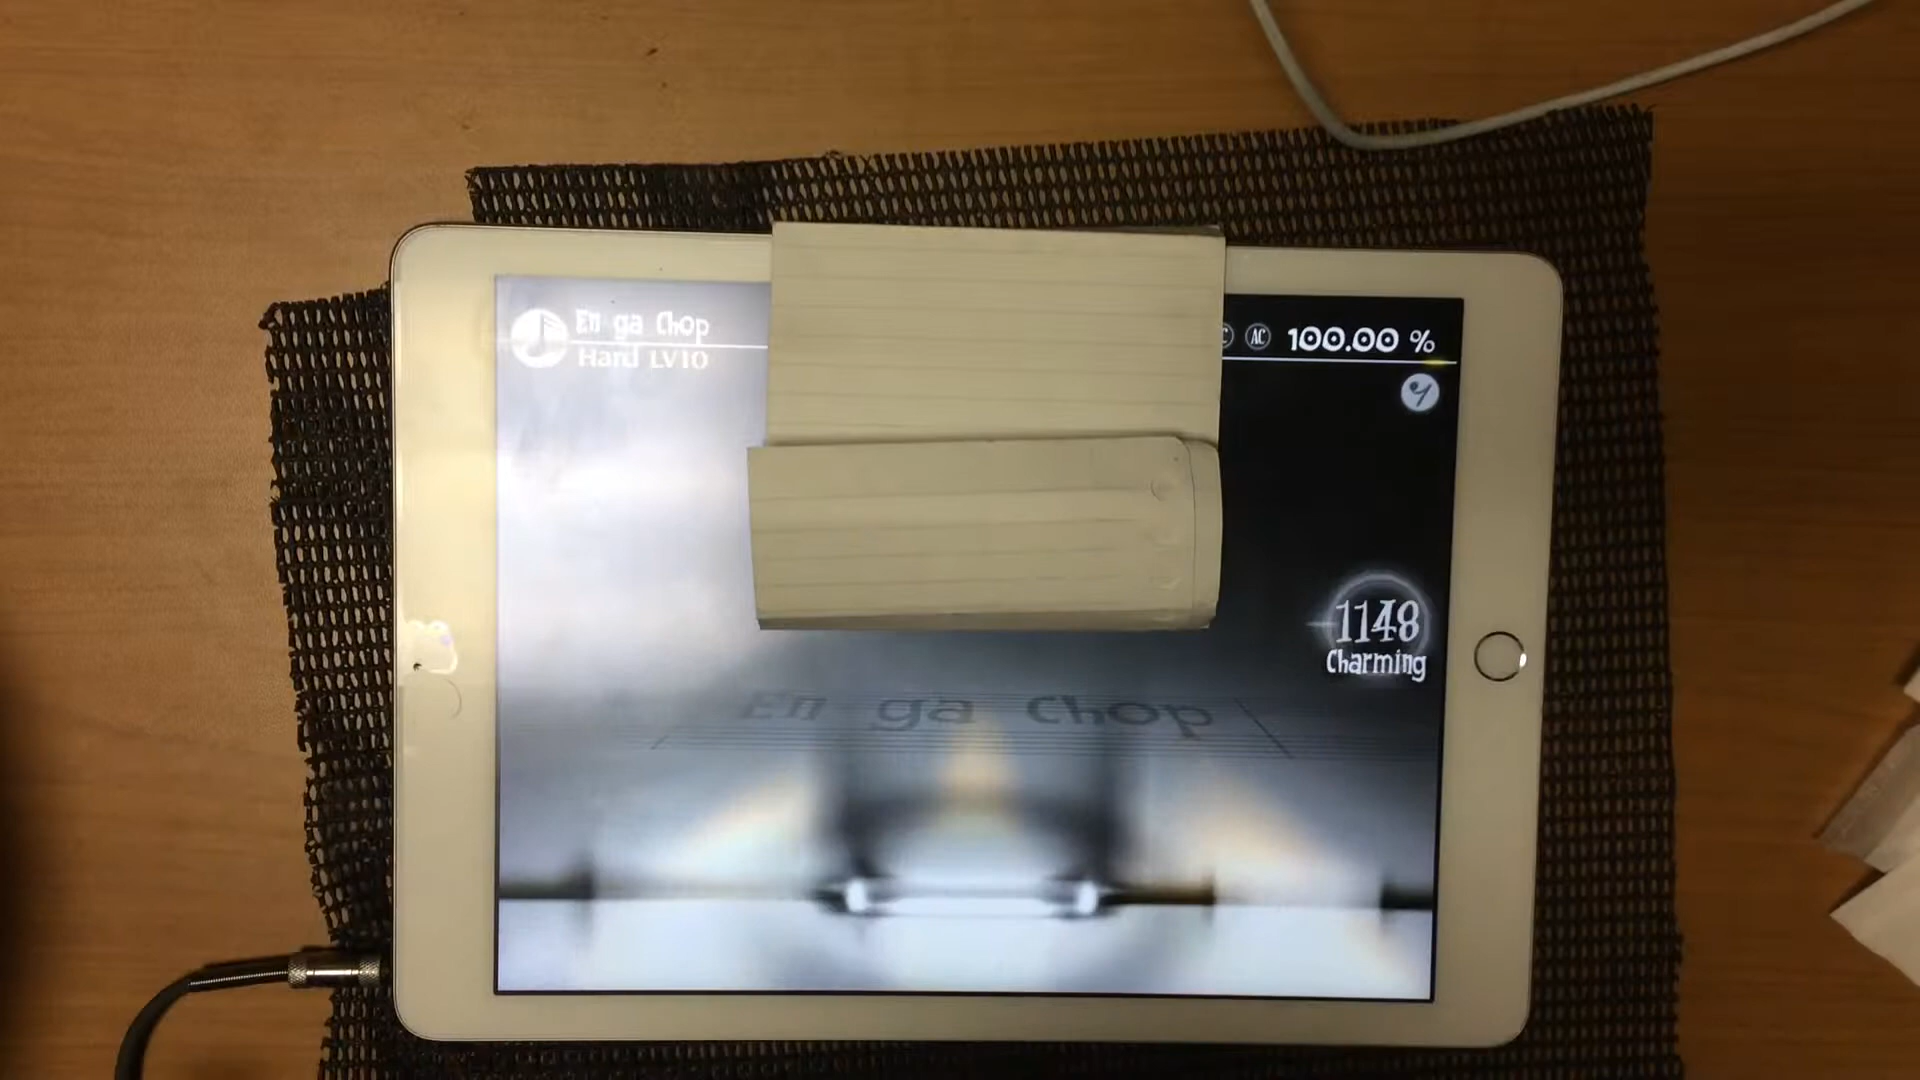 En ga Chop
Hard LV10
AC 100.00 %
1148
Charming
En ga Chop